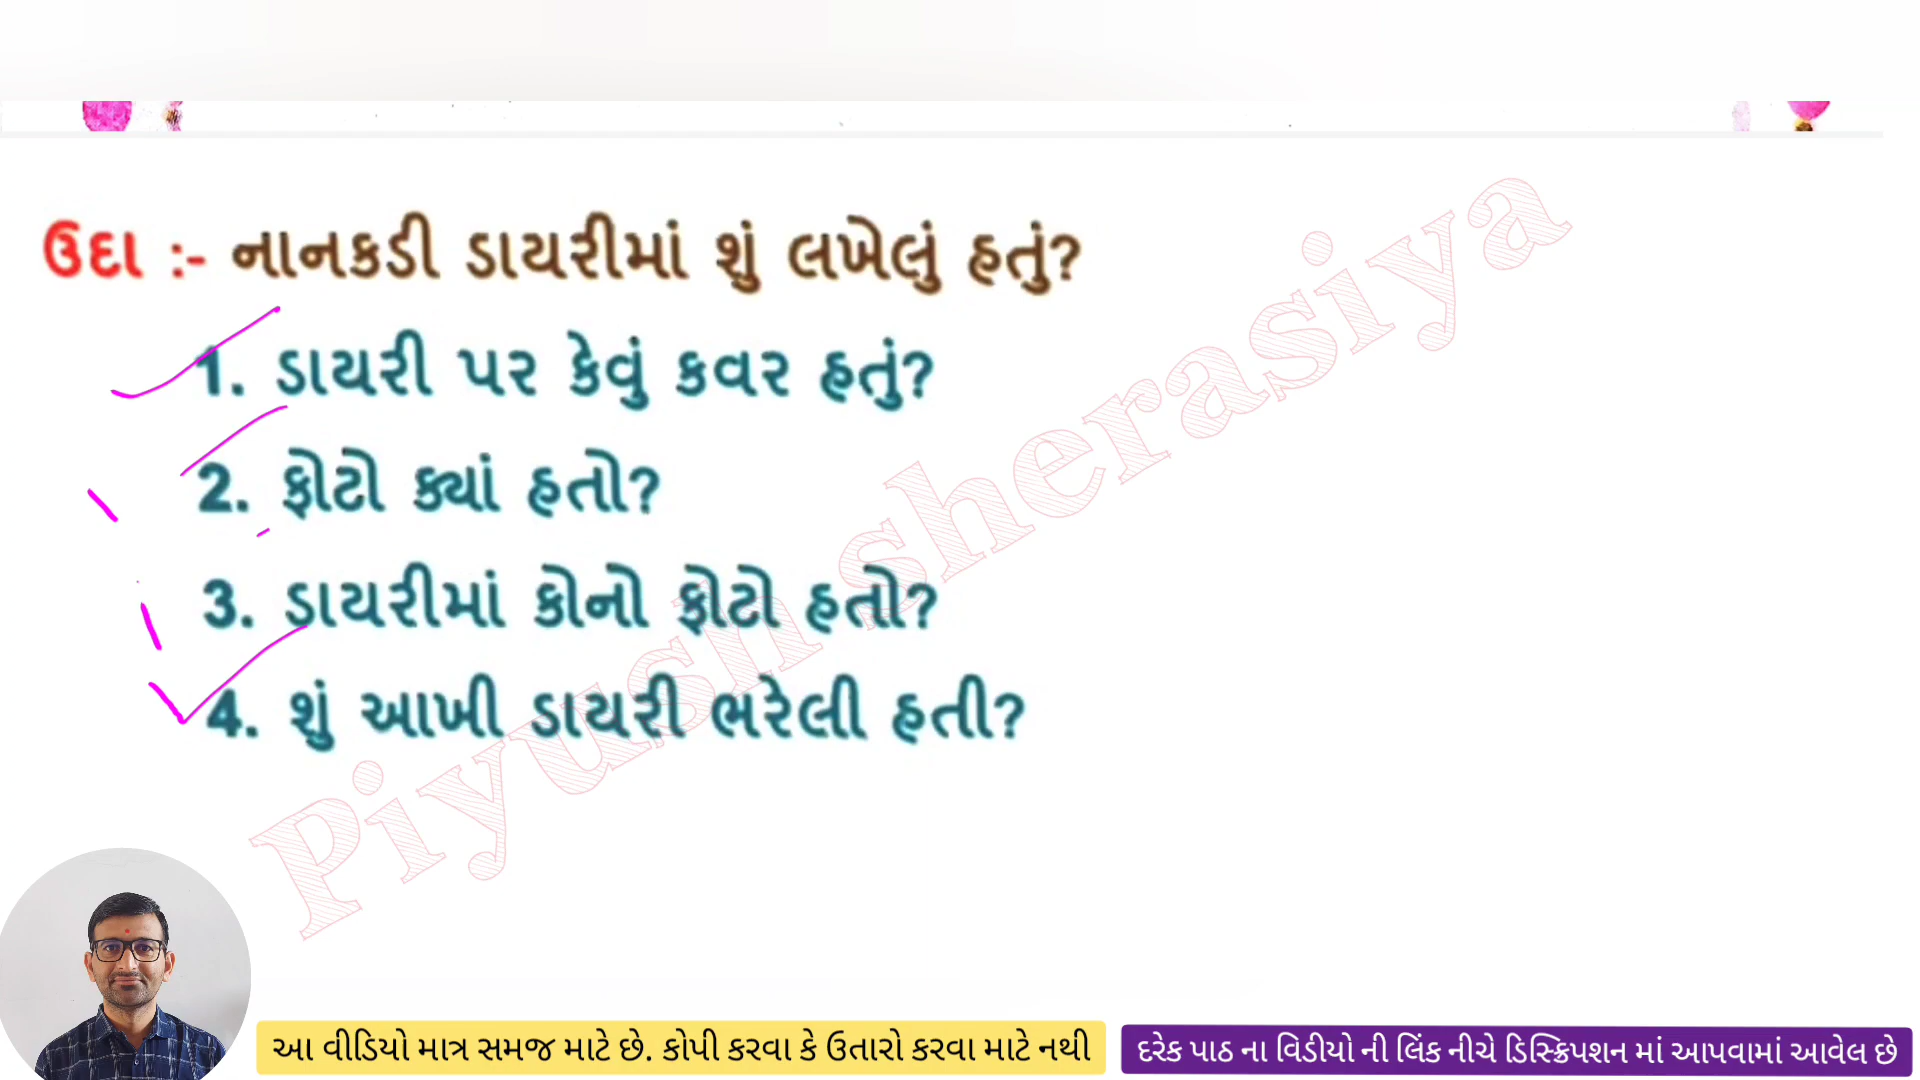 ઉદા :- નાનકડી ડાયરીમાં શું લખેલું હતું?
1. ડાયરી પર કેવું કવર હતું?
2. ફોટો ક્યાં હતો?
3. ડાયરીમાં કોનો ફોટો હતો?
4. શું આખી ડાયરી ભરેલી હતી?
Piyush sherasiya
આ વીડિયો માત્ર સમજ માટે છે. કોપી કરવા કે ઉતારો કરવા માટે નથી
દરેક પાઠ ના વિડીયો ની લિંક નીચે ડિસ્ક્રિપશન માં આપવામાં આવેલ છે